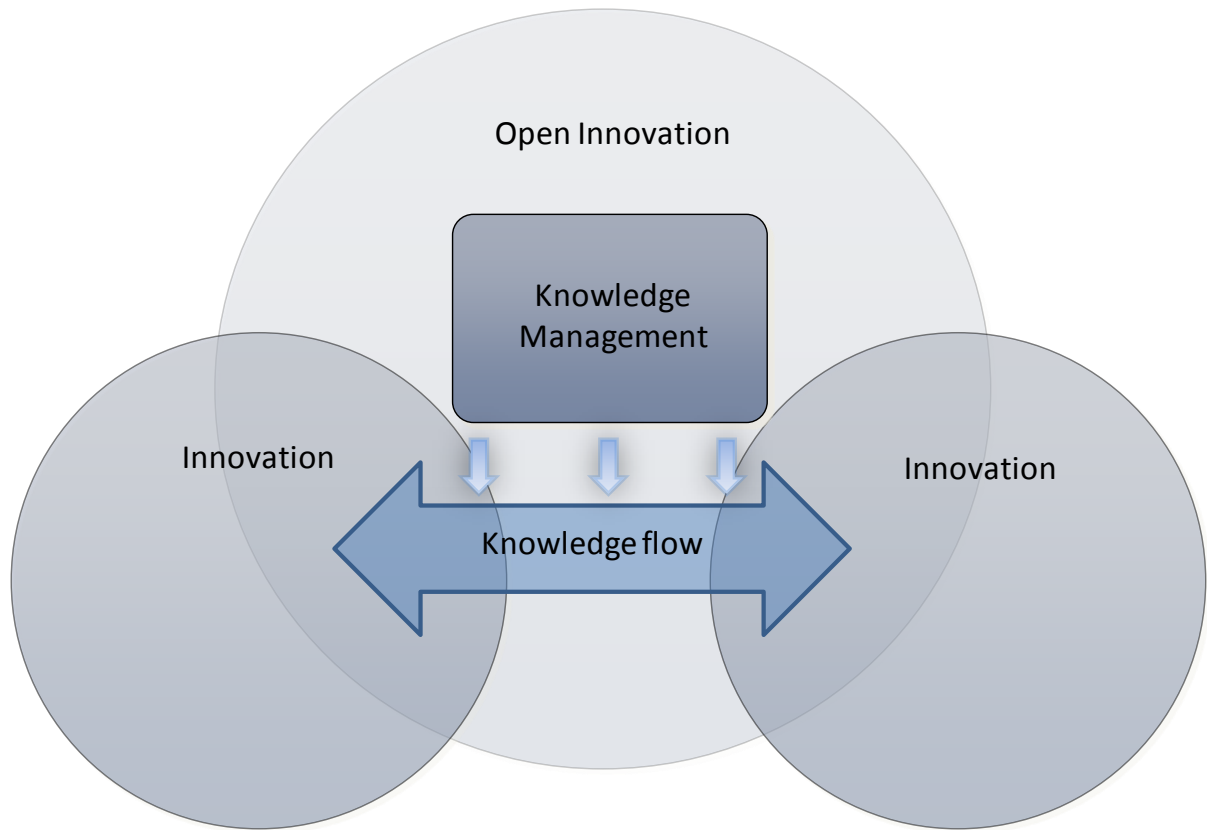 Open Innovation
Knowledge
Management
Innovation
Innovation
Knowledge flow